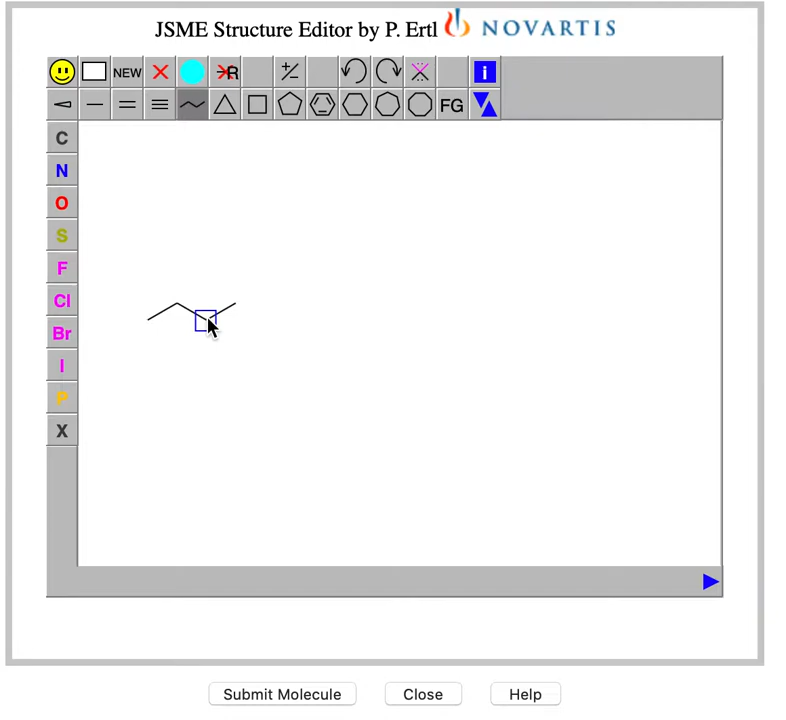 JSME Structure Editor by P. Ertl NOVARTIS
NEW R +/- i
FG
C
N
O
S
F
Cl
Br
I
P
X
Submit Molecule Close Help